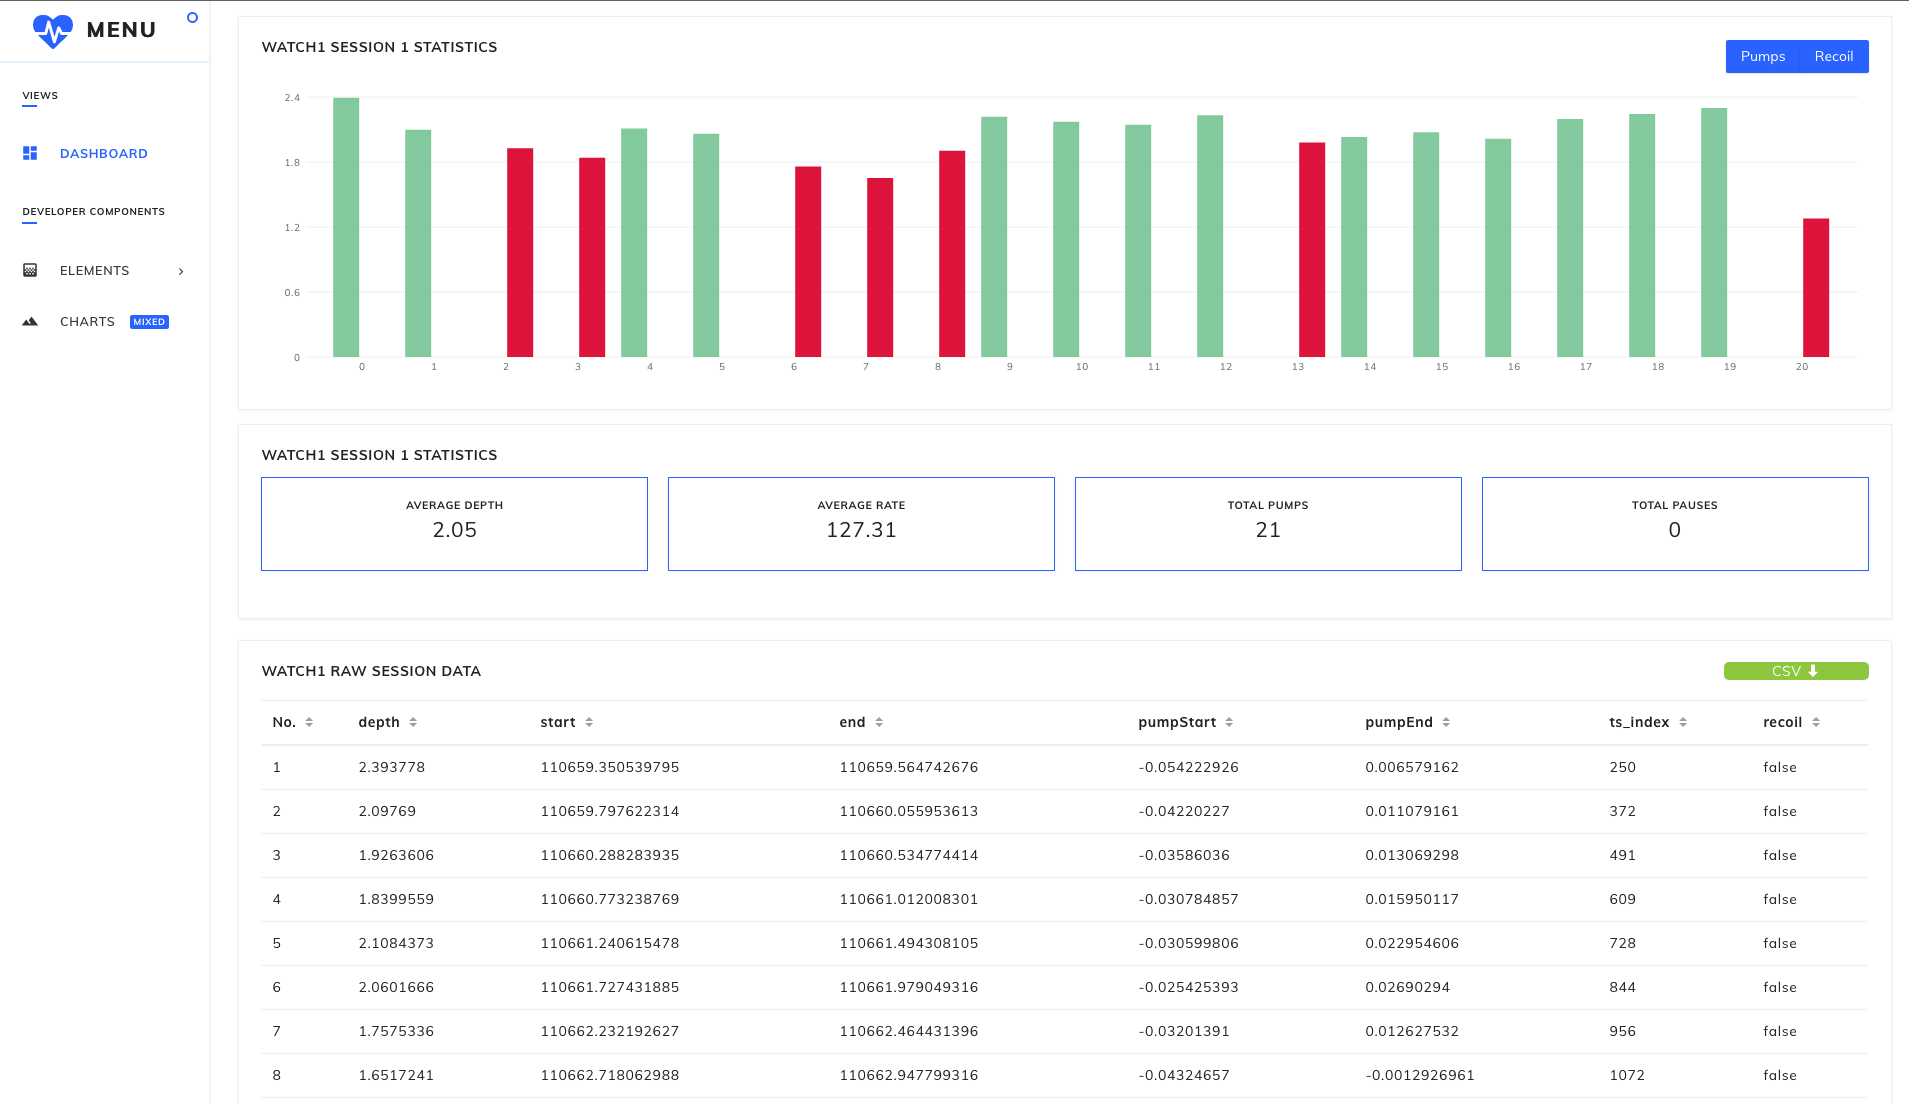 MENU
VIEWS
DASHBOARD
DEVELOPER COMPONENTS
ELEMENTS
CHARTS MIXED
WATCH1 SESSION 1 STATISTICS
Pumps Recoil
2.4
1.8
1.2
0.6
0
0 1 2 3 4 5 6 7 8 9 10 11 12 13 14 15 16 17 18 19 20
WATCH1 SESSION 1 STATISTICS
AVERAGE DEPTH
2.05
AVERAGE RATE
127.31
TOTAL PUMPS
21
TOTAL PAUSES
0
WATCH1 RAW SESSION DATA
CSV
No. depth start end pumpStart pumpEnd ts_index recoil
1 2.393778 110659.350539795 110659.564742676 -0.054222926 0.006579162 250 false
2 2.09769 110659.797622314 110660.055953613 -0.04220227 0.011079161 372 false
3 1.9263606 110660.288283935 110660.534774414 -0.03586036 0.013069298 491 false
4 1.8399559 110660.773238769 110661.012008301 -0.030784857 0.015950117 609 false
5 2.1084373 110661.240615478 110661.494308105 -0.030599806 0.022954606 728 false
6 2.0601666 110661.727431885 110661.979049316 -0.025425393 0.02690294 844 false
7 1.7575336 110662.232192627 110662.464431396 -0.03201391 0.012627532 956 false
8 1.6517241 110662.718062988 110662.947799316 -0.04324657 -0.0012926961 1072 false